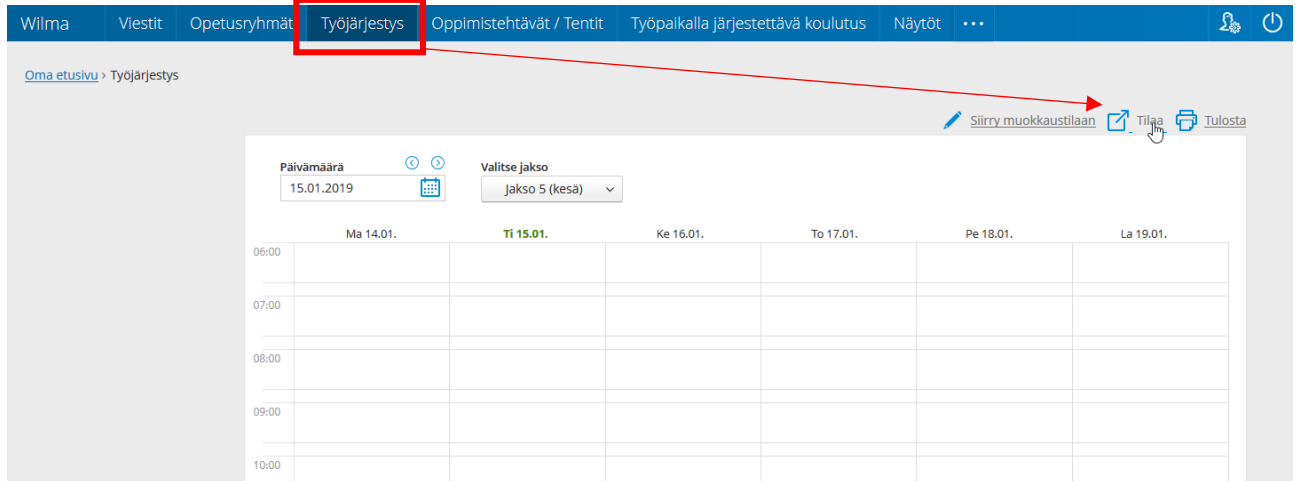 Wilma Viestit Opetusryhmät Työjärjestys Oppimistehtävät / Tentit Työpaikalla järjestettävä koulutus Näytöt ...
Oma etusivu › Työjärjestys
Siirry muokkaustilaan Tilaa Tulosta
Päivämäärä Valitse jakso
15.01.2019 Jakso 5 (kesä)
Ma 14.01. Ti 15.01. Ke 16.01. To 17.01. Pe 18.01. La 19.01.
06:00
07:00
08:00
09:00
10:00